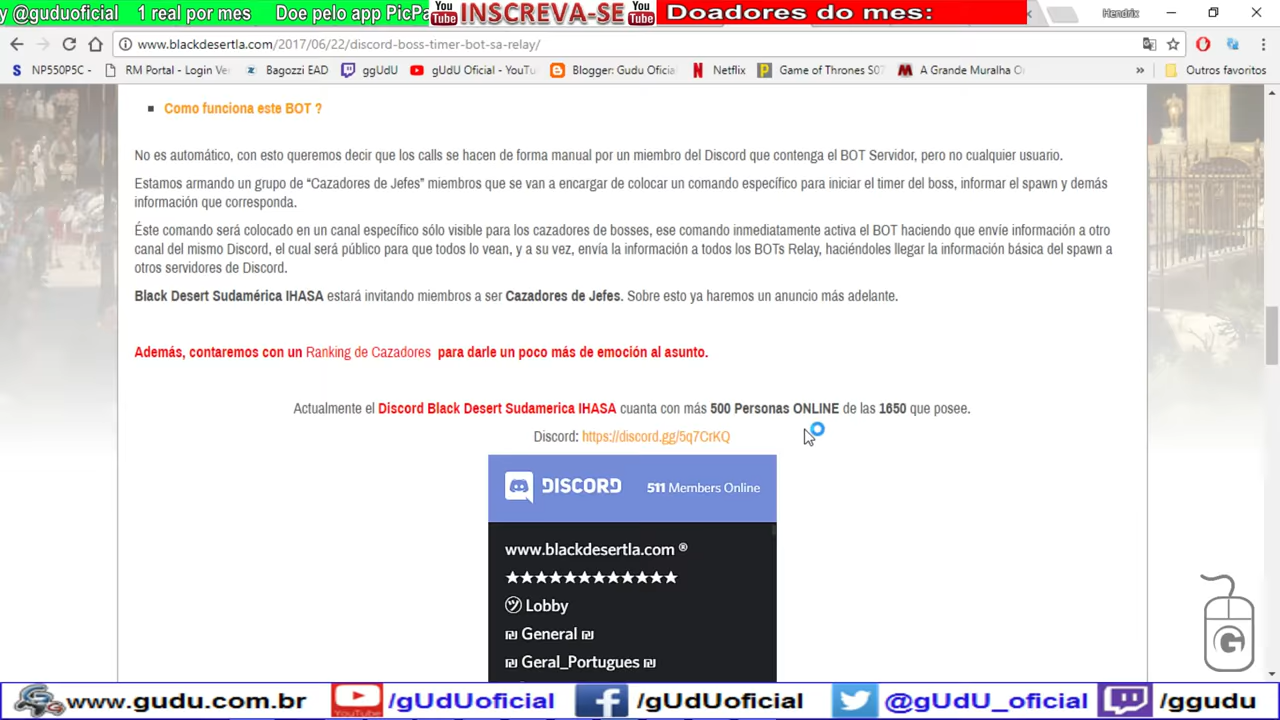 y @guduoficial 1 real por mes Doe pelo app PicPa
You Tube INSCREVA-SE You Tube
Doadores do mes:
Hendrix
www.blackdesertla.com/2017/06/22/discord-boss-timer-bot-sa-relay/
NP550P5C - RM Portal - Login Ve Bagozzi EAD ggUdU gUdU Oficial - YouTu Blogger: Gudu Oficia Netflix Game of Thrones S07 A Grande Muralha O » Outros favoritos
Como funciona este BOT ?
No es automático, con esto queremos decir que los calls se hacen de forma manual por un miembro del Discord que contenga el BOT Servidor, pero no cualquier usuario.
Estamos armando un grupo de “Cazadores de Jefes” miembros que se van a encargar de colocar un comando específico para iniciar el timer del boss, informar el spawn y demás
información que corresponda.
Éste comando será colocado en un canal específico sólo visible para los cazadores de bosses, ese comando inmediatamente activa el BOT haciendo que envíe información a otro
canal del mismo Discord, el cual será público para que todos lo vean, y a su vez, envía la información a todos los BOTs Relay, haciéndoles llegar la información básica del spawn a
otros servidores de Discord.
Black Desert Sudamérica IHASA estará invitando miembros a ser Cazadores de Jefes. Sobre esto ya haremos un anuncio más adelante.
Además, contaremos con un Ranking de Cazadores para darle un poco más de emoción al asunto.
Actualmente el Discord Black Desert Sudamerica IHASA cuanta con más 500 Personas ONLINE de las 1650 que posee.
Discord: https://discord.gg/5q7CrKQ
DISCORD 511 Members Online
www.blackdesertla.com ®
★★★★★★★★★★★★
Lobby
₪ General ₪
₪ Geral_Portugues ₪
G
www.gudu.com.br YouTube /gUdUoficial /gUdUoficial @gUdU_oficial /ggudu